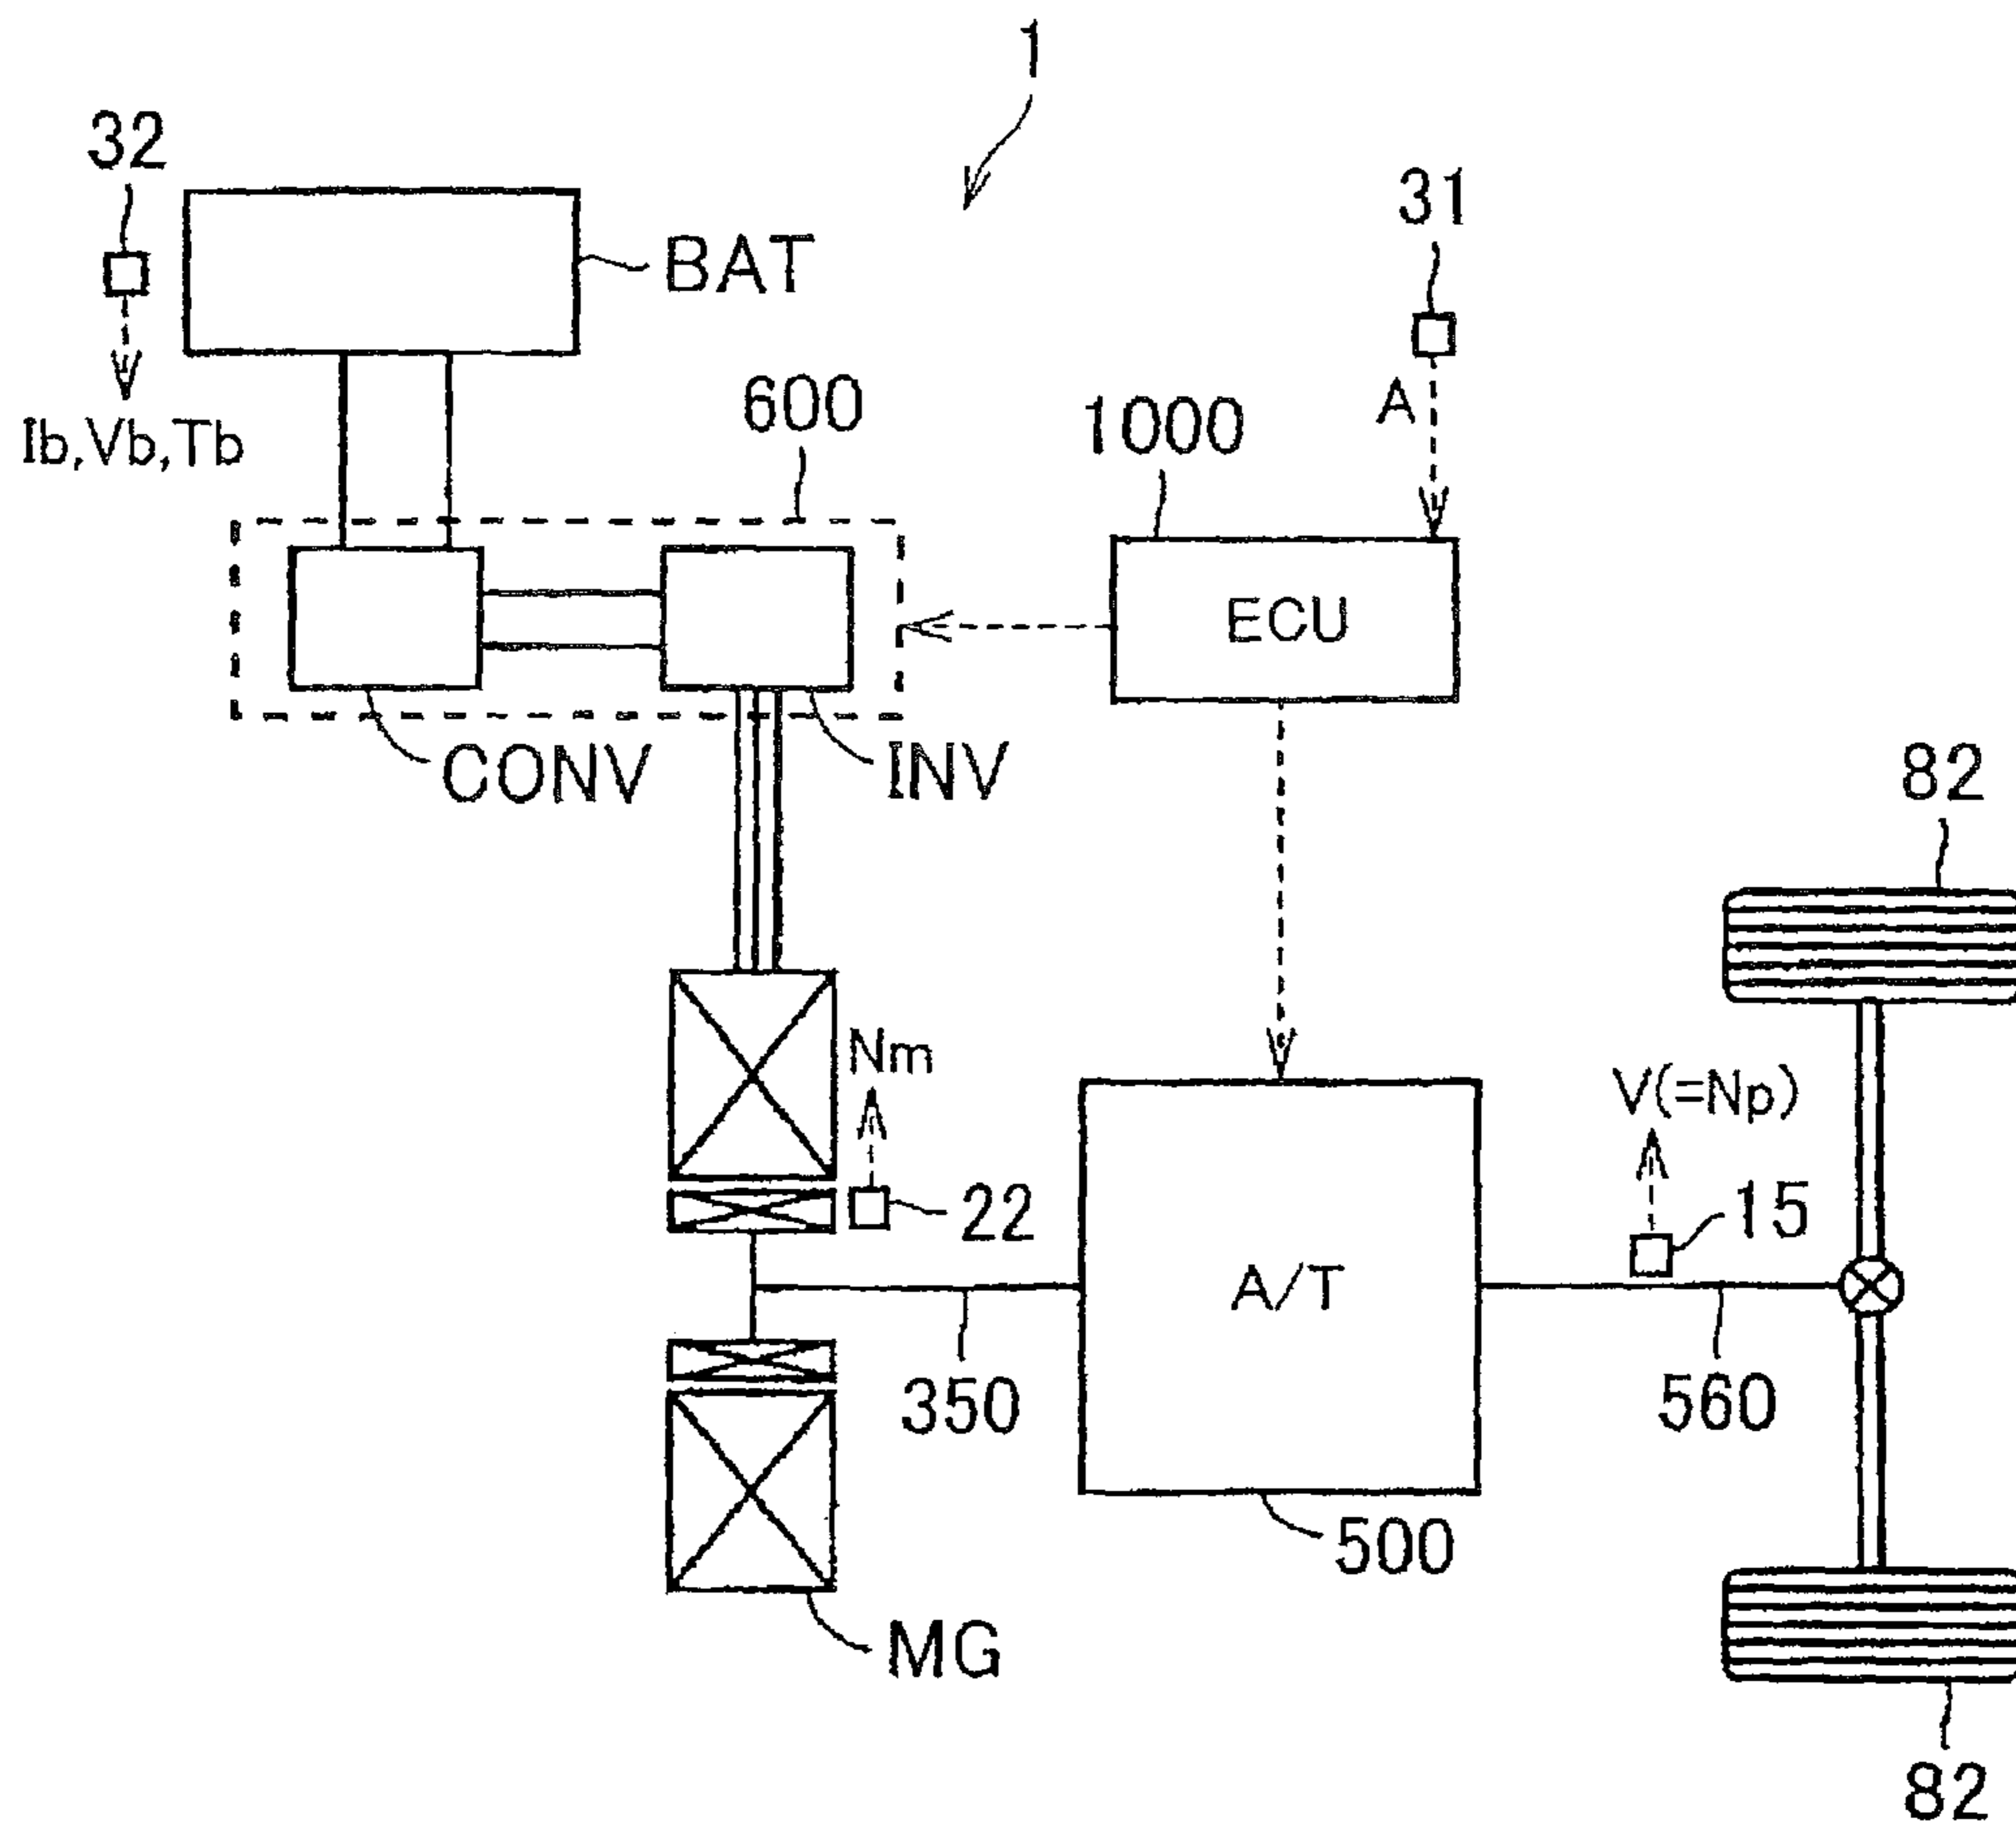 1
32
31
BAT
A
600
1000
Ib,Vb,Tb
ECU
CONV
INV
82
Nm
V(=Np)
22
15
A/T
350
560
500
MG
82